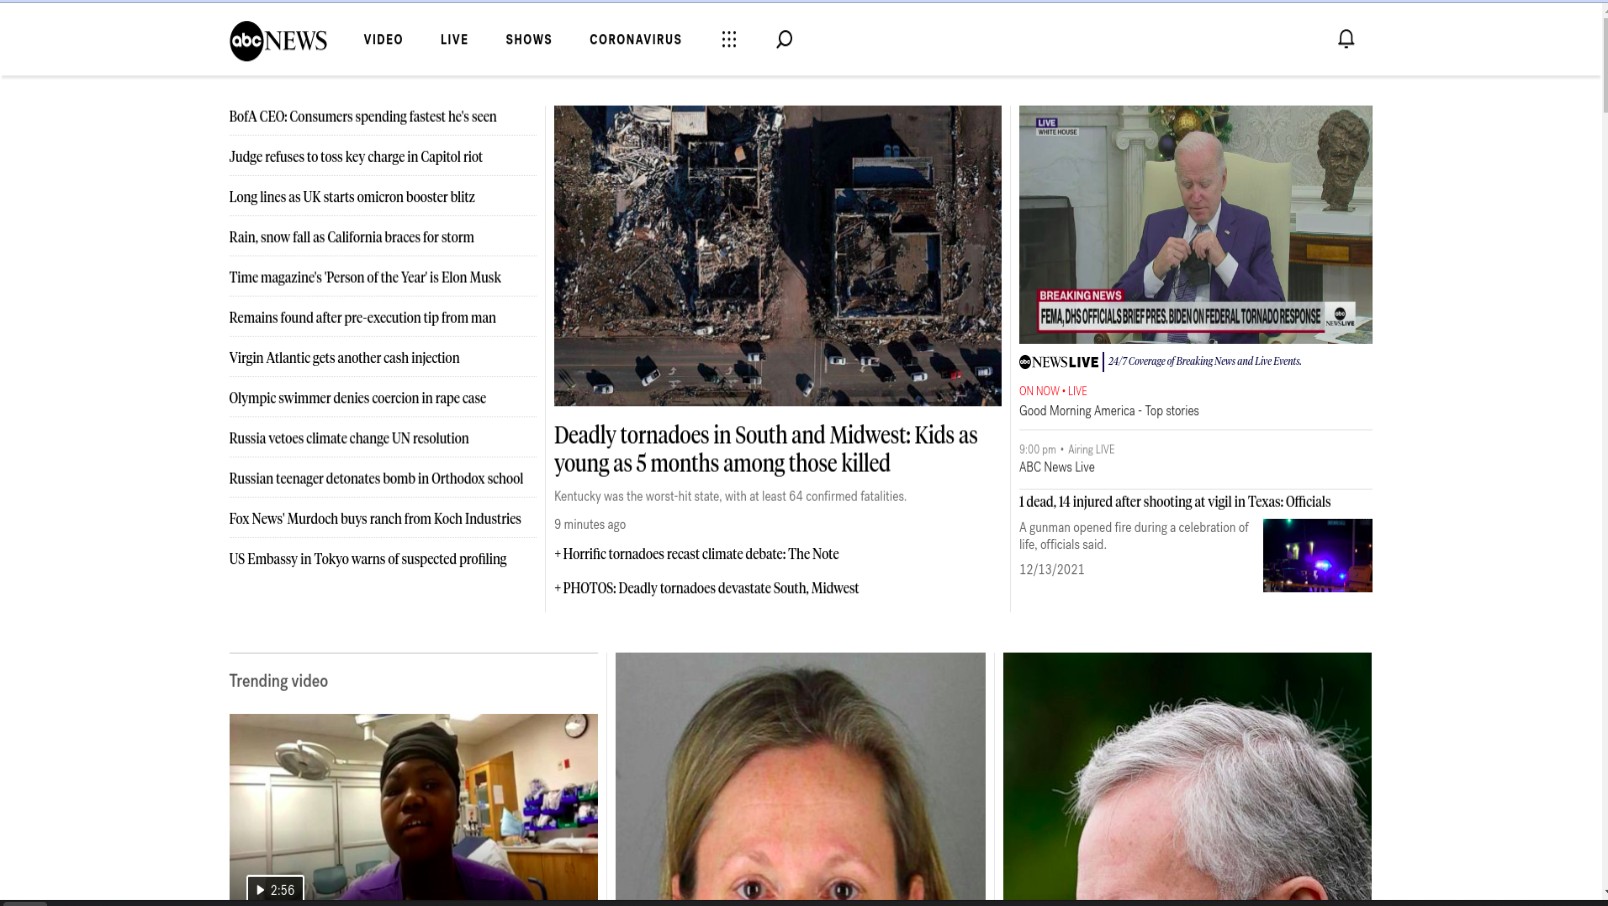 abc NEWS
VIDEO
LIVE
SHOWS
CORONAVIRUS
BofA CEO: Consumers spending fastest he's seen
Judge refuses to toss key charge in Capitol riot
Long lines as UK starts omicron booster blitz
Rain, snow fall as California braces for storm
Time magazine's 'Person of the Year' is Elon Musk
Remains found after pre-execution tip from man
Virgin Atlantic gets another cash injection
Olympic swimmer denies coercion in rape case
Russia vetoes climate change UN resolution
Russian teenager detonates bomb in Orthodox school
Fox News' Murdoch buys ranch from Koch Industries
US Embassy in Tokyo warns of suspected profiling
Deadly tornadoes in South and Midwest: Kids as
young as 5 months among those killed
Kentucky was the worst-hit state, with at least 64 confirmed fatalities.
9 minutes ago
+ Horrific tornadoes recast climate debate: The Note
+ PHOTOS: Deadly tornadoes devastate South, Midwest
LIVE
WHITE HOUSE
BREAKING NEWS
FEMA, DHS OFFICIALS BRIEF PRES. BIDEN ON FEDERAL TORNADO RESPONSE
abc
NEWSLIVE
abc NEWS LIVE 24/7 Coverage of Breaking News and Live Events.
ON NOW • LIVE
Good Morning America - Top stories
9:00 pm • Airing LIVE
ABC News Live
1 dead, 14 injured after shooting at vigil in Texas: Officials
A gunman opened fire during a celebration of
life, officials said.
12/13/2021
Trending video
2:56